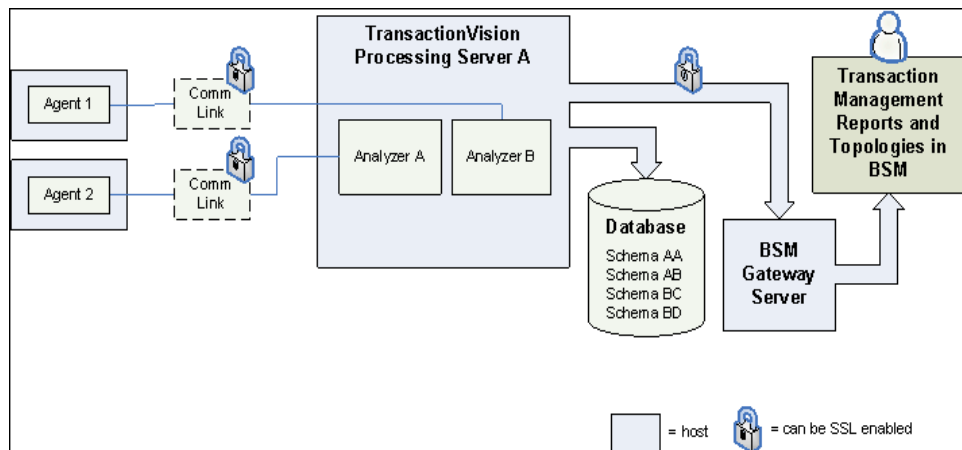 TransactionVision
Processing Server A
Agent 1
Comm
Link
Agent 2
Comm
Link
Analyzer A
Analyzer B
Database
Schema AA
Schema AB
Schema BC
Schema BD
BSM
Gateway
Server
Transaction
Management
Reports and
Topologies in
BSM
= host
= can be SSL enabled